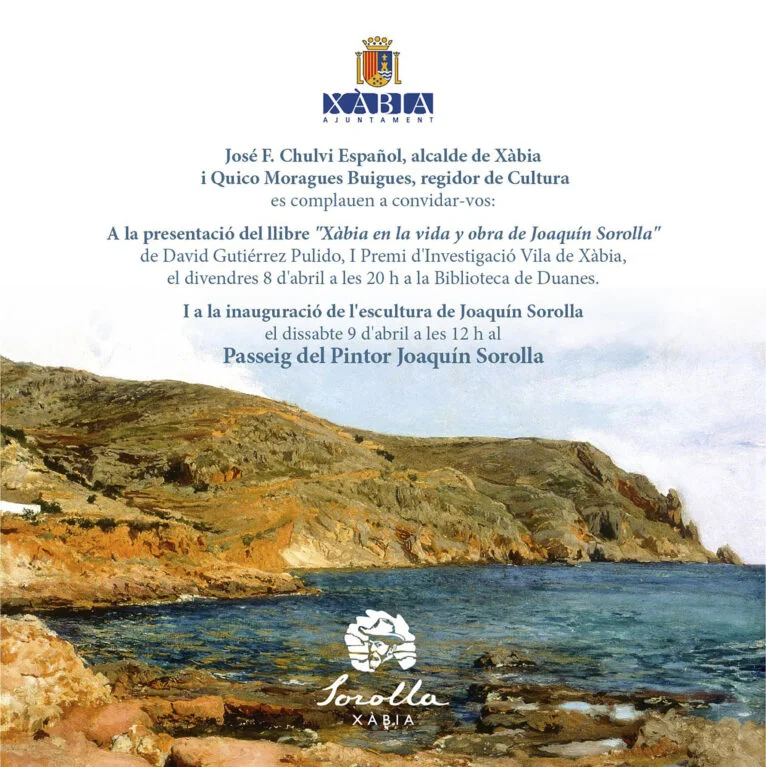 XÀBIA
AJUNTAMENT
José F. Chulvi Español, alcalde de Xàbia
i Quico Moragues Buigues, regidor de Cultura
es complauen a convidar-vos:
A la presentació del llibre "Xàbia en la vida y obra de Joaquín Sorolla"
de David Gutiérrez Pulido, I Premi d'Investigació Vila de Xàbia,
el divendres 8 d'abril a les 20 h a la Biblioteca de Duanes.
I a la inauguració de l'escultura de Joaquín Sorolla
el dissabte 9 d'abril a les 12 h al
Passeig del Pintor Joaquín Sorolla
Sorolla
XÀBIA